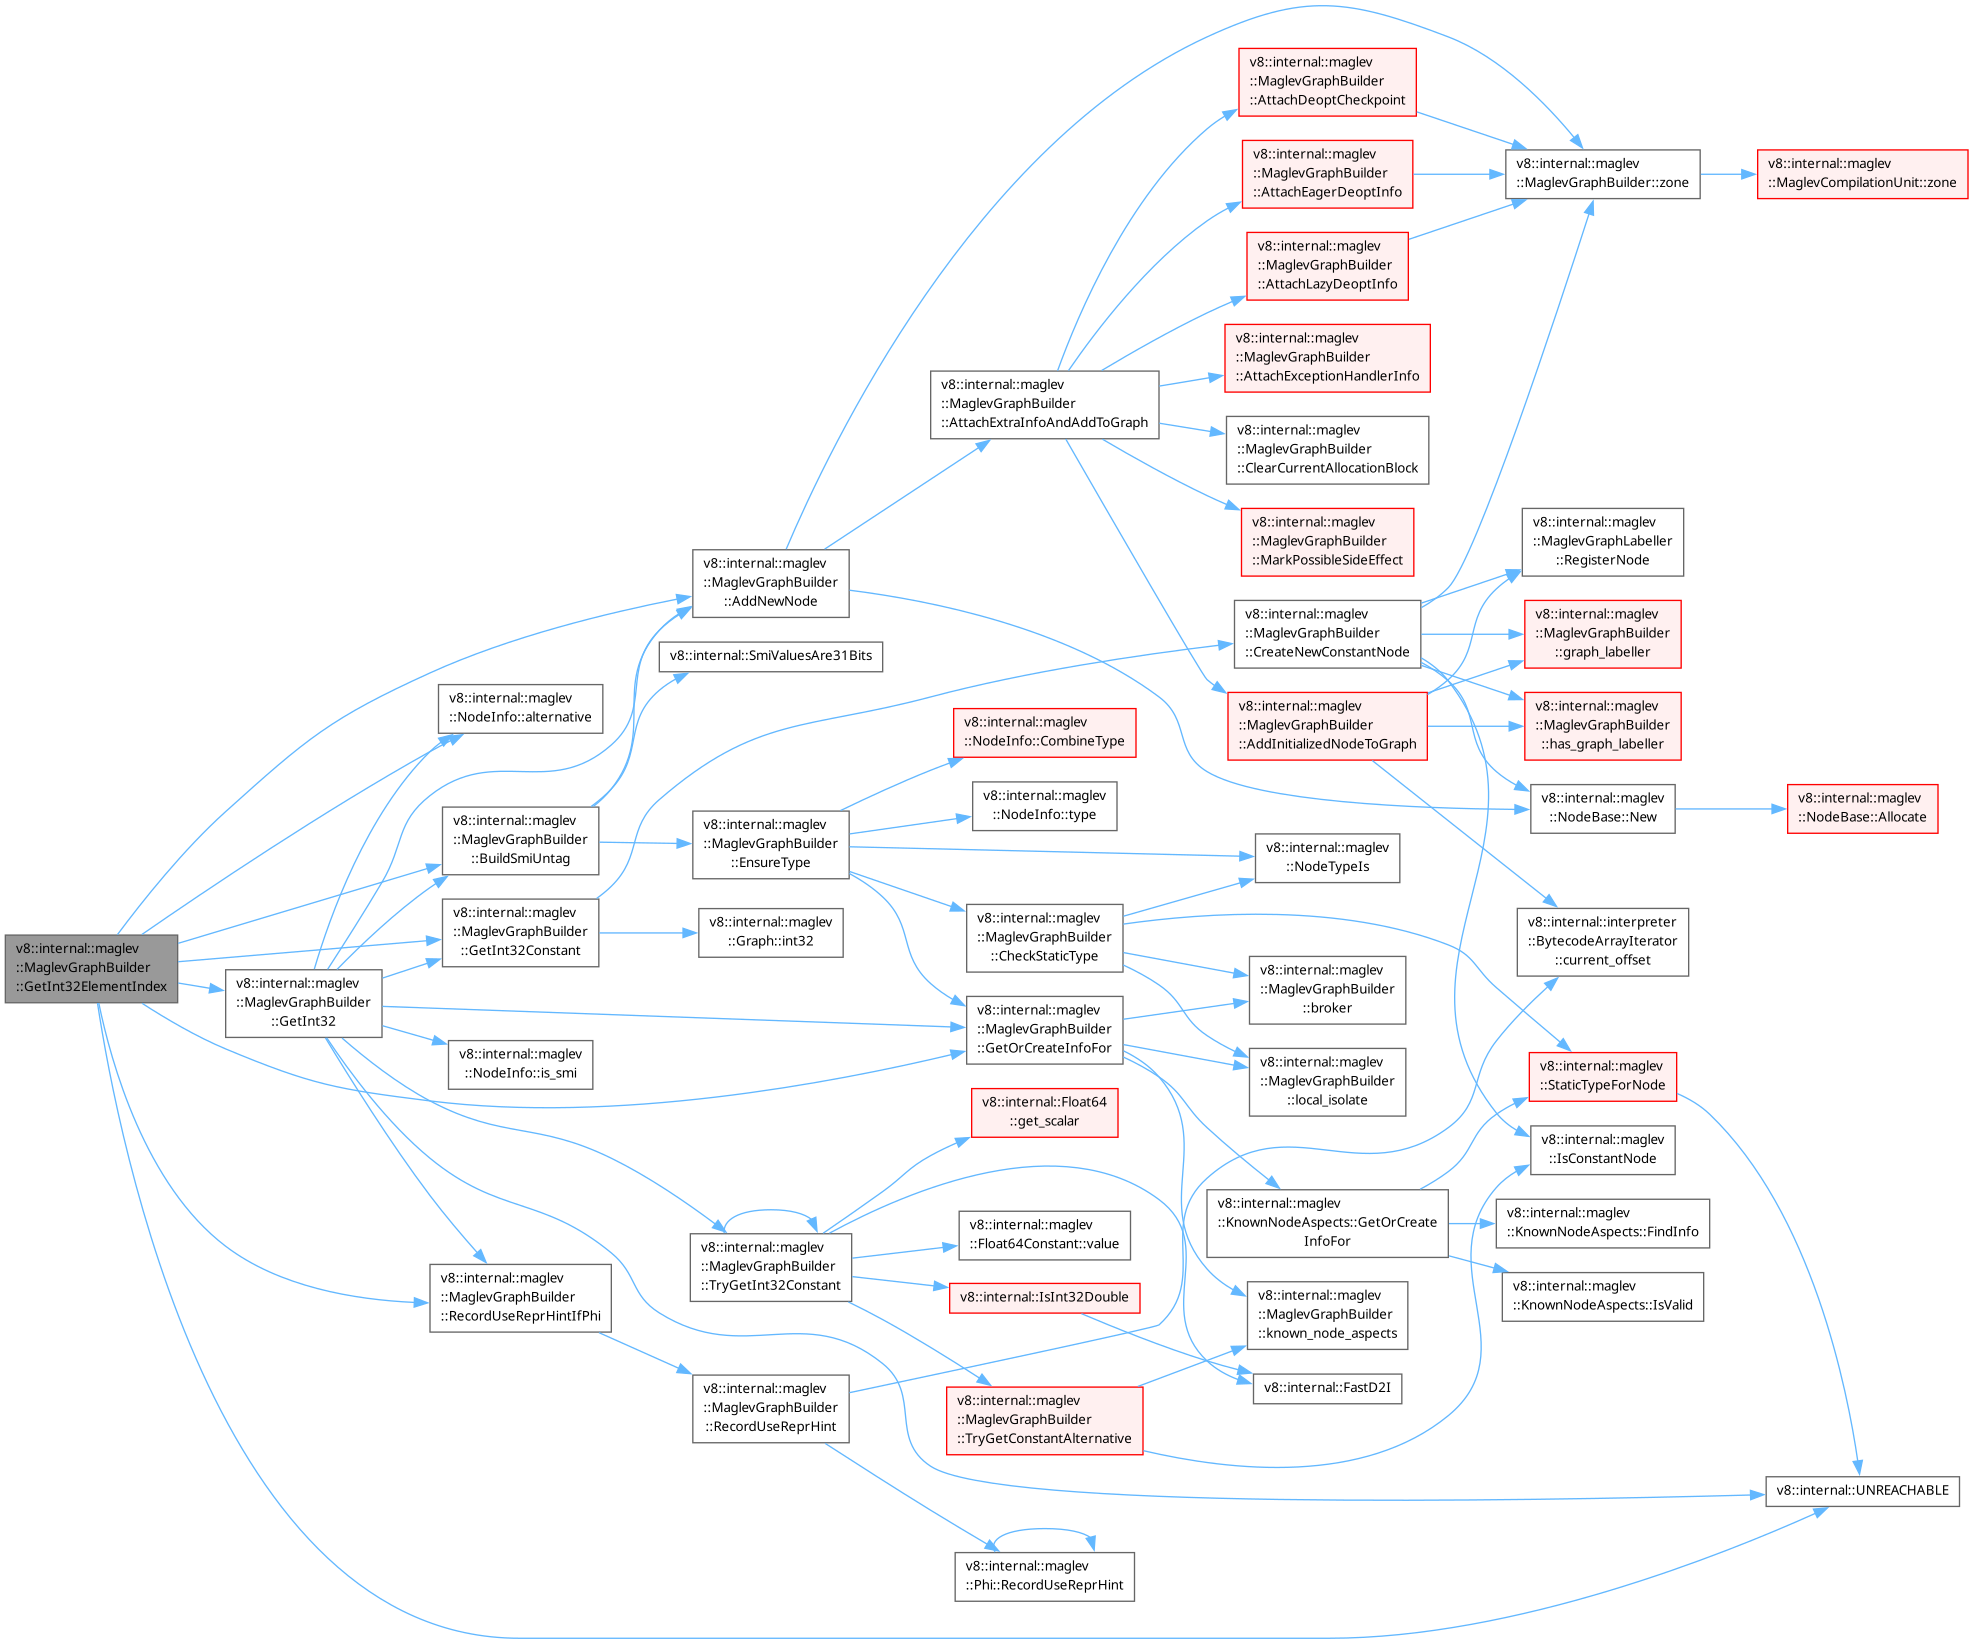 v8::internal::maglev
::MaglevGraphBuilder
::GetInt32ElementIndex
v8::internal::maglev
::MaglevGraphBuilder
::GetInt32
v8::internal::maglev
::NodeInfo::alternative
v8::internal::maglev
::MaglevGraphBuilder
::BuildSmiUntag
v8::internal::maglev
::MaglevGraphBuilder
::GetInt32Constant
v8::internal::maglev
::NodeInfo::is_smi
v8::internal::maglev
::MaglevGraphBuilder
::RecordUseReprHintIfPhi
v8::internal::maglev
::MaglevGraphBuilder
::AddNewNode
v8::internal::SmiValuesAre31Bits
v8::internal::maglev
::MaglevGraphBuilder
::EnsureType
v8::internal::maglev
::Graph::int32
v8::internal::maglev
::MaglevGraphBuilder
::TryGetInt32Constant
v8::internal::maglev
::MaglevGraphBuilder
::RecordUseReprHint
v8::internal::maglev
::MaglevGraphBuilder
::AttachExtraInfoAndAddToGraph
v8::internal::maglev
::NodeInfo::CombineType
v8::internal::maglev
::NodeInfo::type
v8::internal::maglev
::MaglevGraphBuilder
::CheckStaticType
v8::internal::maglev
::MaglevGraphBuilder
::GetOrCreateInfoFor
v8::internal::Float64
::get_scalar
v8::internal::maglev
::Float64Constant::value
v8::internal::IsInt32Double
v8::internal::maglev
::MaglevGraphBuilder
::TryGetConstantAlternative
v8::internal::maglev
::Phi::RecordUseReprHint
v8::internal::maglev
::MaglevGraphBuilder
::AttachDeoptCheckpoint
v8::internal::maglev
::MaglevGraphBuilder
::AttachEagerDeoptInfo
v8::internal::maglev
::MaglevGraphBuilder
::AttachLazyDeoptInfo
v8::internal::maglev
::MaglevGraphBuilder
::AttachExceptionHandlerInfo
v8::internal::maglev
::MaglevGraphBuilder
::ClearCurrentAllocationBlock
v8::internal::maglev
::MaglevGraphBuilder
::MarkPossibleSideEffect
v8::internal::maglev
::MaglevGraphBuilder
::CreateNewConstantNode
v8::internal::maglev
::MaglevGraphBuilder
::AddInitializedNodeToGraph
v8::internal::maglev
::NodeTypeIs
v8::internal::maglev
::MaglevGraphBuilder
::broker
v8::internal::maglev
::MaglevGraphBuilder
::local_isolate
v8::internal::maglev
::KnownNodeAspects::GetOrCreate
InfoFor
v8::internal::maglev
::MaglevGraphBuilder
::known_node_aspects
v8::internal::FastD2I
v8::internal::maglev
::MaglevGraphBuilder::zone
v8::internal::maglev
::MaglevGraphLabeller
::RegisterNode
v8::internal::maglev
::MaglevGraphBuilder
::graph_labeller
v8::internal::maglev
::MaglevGraphBuilder
::has_graph_labeller
v8::internal::maglev
::NodeBase::New
v8::internal::interpreter
::BytecodeArrayIterator
::current_offset
v8::internal::maglev
::StaticTypeForNode
v8::internal::maglev
::IsConstantNode
v8::internal::maglev
::KnownNodeAspects::FindInfo
v8::internal::maglev
::KnownNodeAspects::IsValid
v8::internal::maglev
::MaglevCompilationUnit::zone
v8::internal::maglev
::NodeBase::Allocate
v8::internal::UNREACHABLE